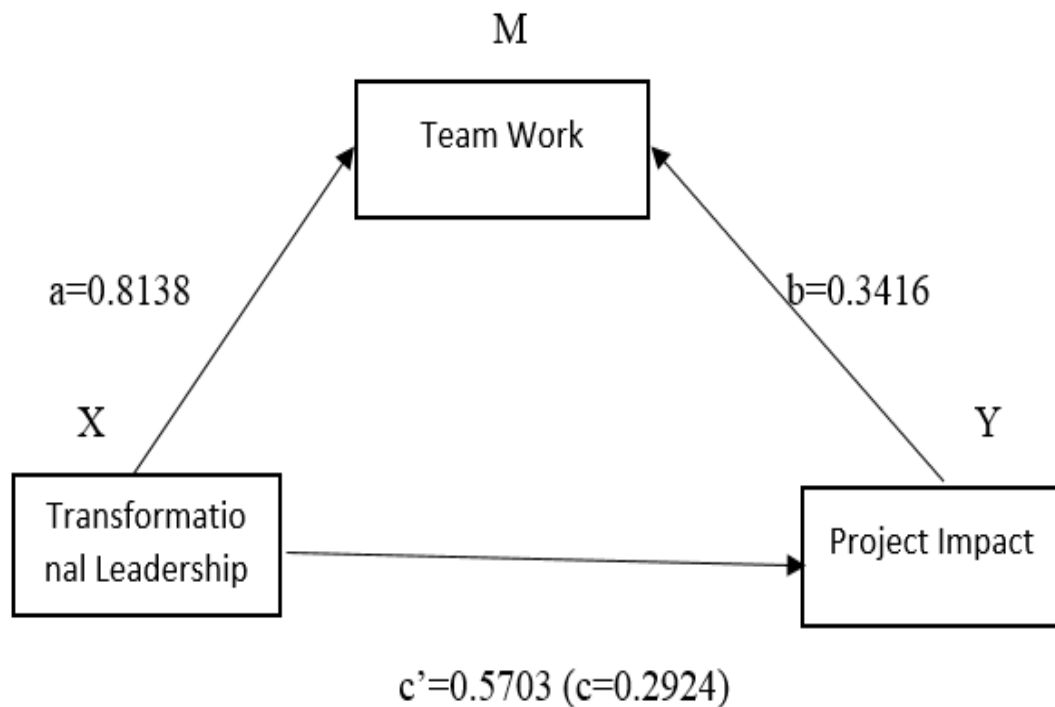 M
Team Work
a=0.8138
b=0.3416
X
Y
Transformatio
nal Leadership
Project Impact
c’=0.5703 (c=0.2924)